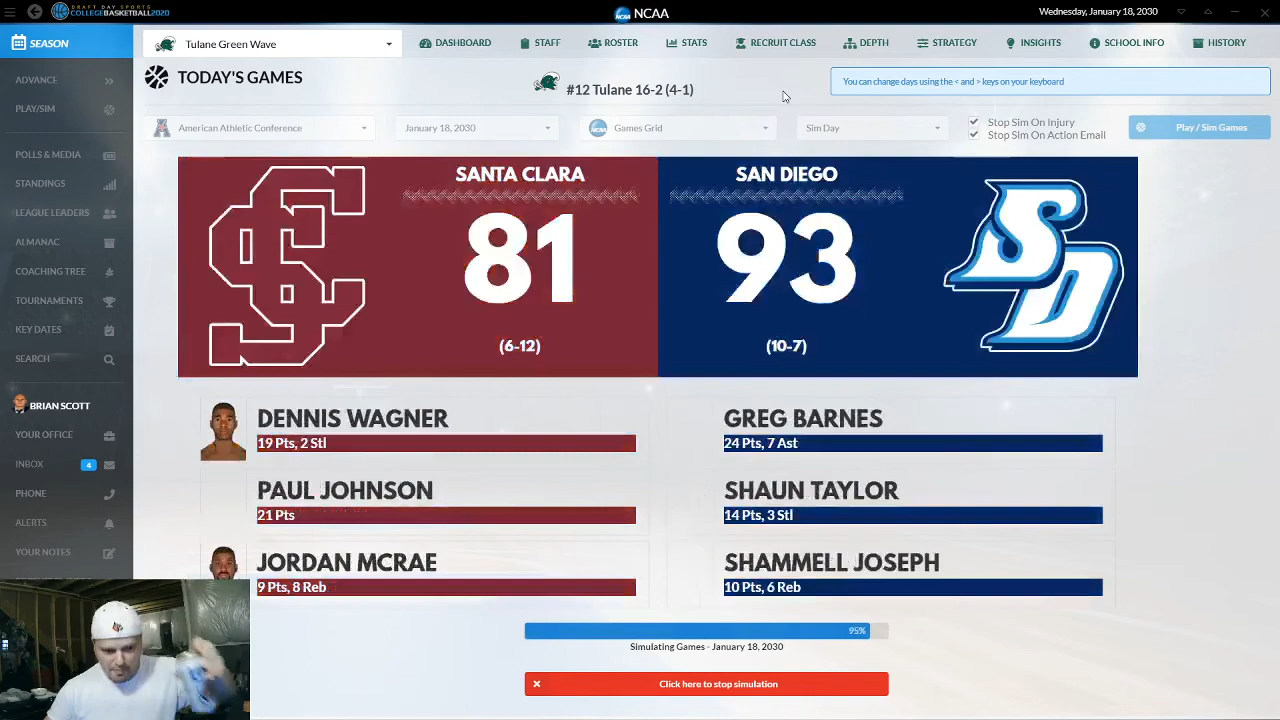 DRAFT DAY SPORTS
COLLEGE BASKETBALL 2020
NCAA
Wednesday, January 18, 2030
SEASON
Tulane Green Wave
DASHBOARD
STAFF
ROSTER
STATS
RECRUIT CLASS
DEPTH
STRATEGY
INSIGHTS
SCHOOL INFO
HISTORY
ADVANCE
PLAY/SIM
POLLS & MEDIA
STANDINGS
LEAGUE LEADERS
ALMANAC
COACHING TREE
TOURNAMENTS
KEY DATES
SEARCH
BRIAN SCOTT
YOUR OFFICE
INBOX 4
PHONE
ALERTS
YOUR NOTES
TODAY'S GAMES
#12 Tulane 16-2 (4-1)
You can change days using the < and > keys on your keyboard
American Athletic Conference
January 18, 2030
Games Grid
Sim Day
Stop Sim On Injury
Stop Sim On Action Email
Play / Sim Games
SANTA CLARA
81
(6-12)
SAN DIEGO
93
(10-7)
SD
DENNIS WAGNER
19 Pts, 2 Stl
GREG BARNES
24 Pts, 7 Ast
PAUL JOHNSON
21 Pts
SHAUN TAYLOR
14 Pts, 3 Stl
JORDAN MCRAE
9 Pts, 8 Reb
SHAMMELL JOSEPH
10 Pts, 6 Reb
95%
Simulating Games - January 18, 2030
Click here to stop simulation